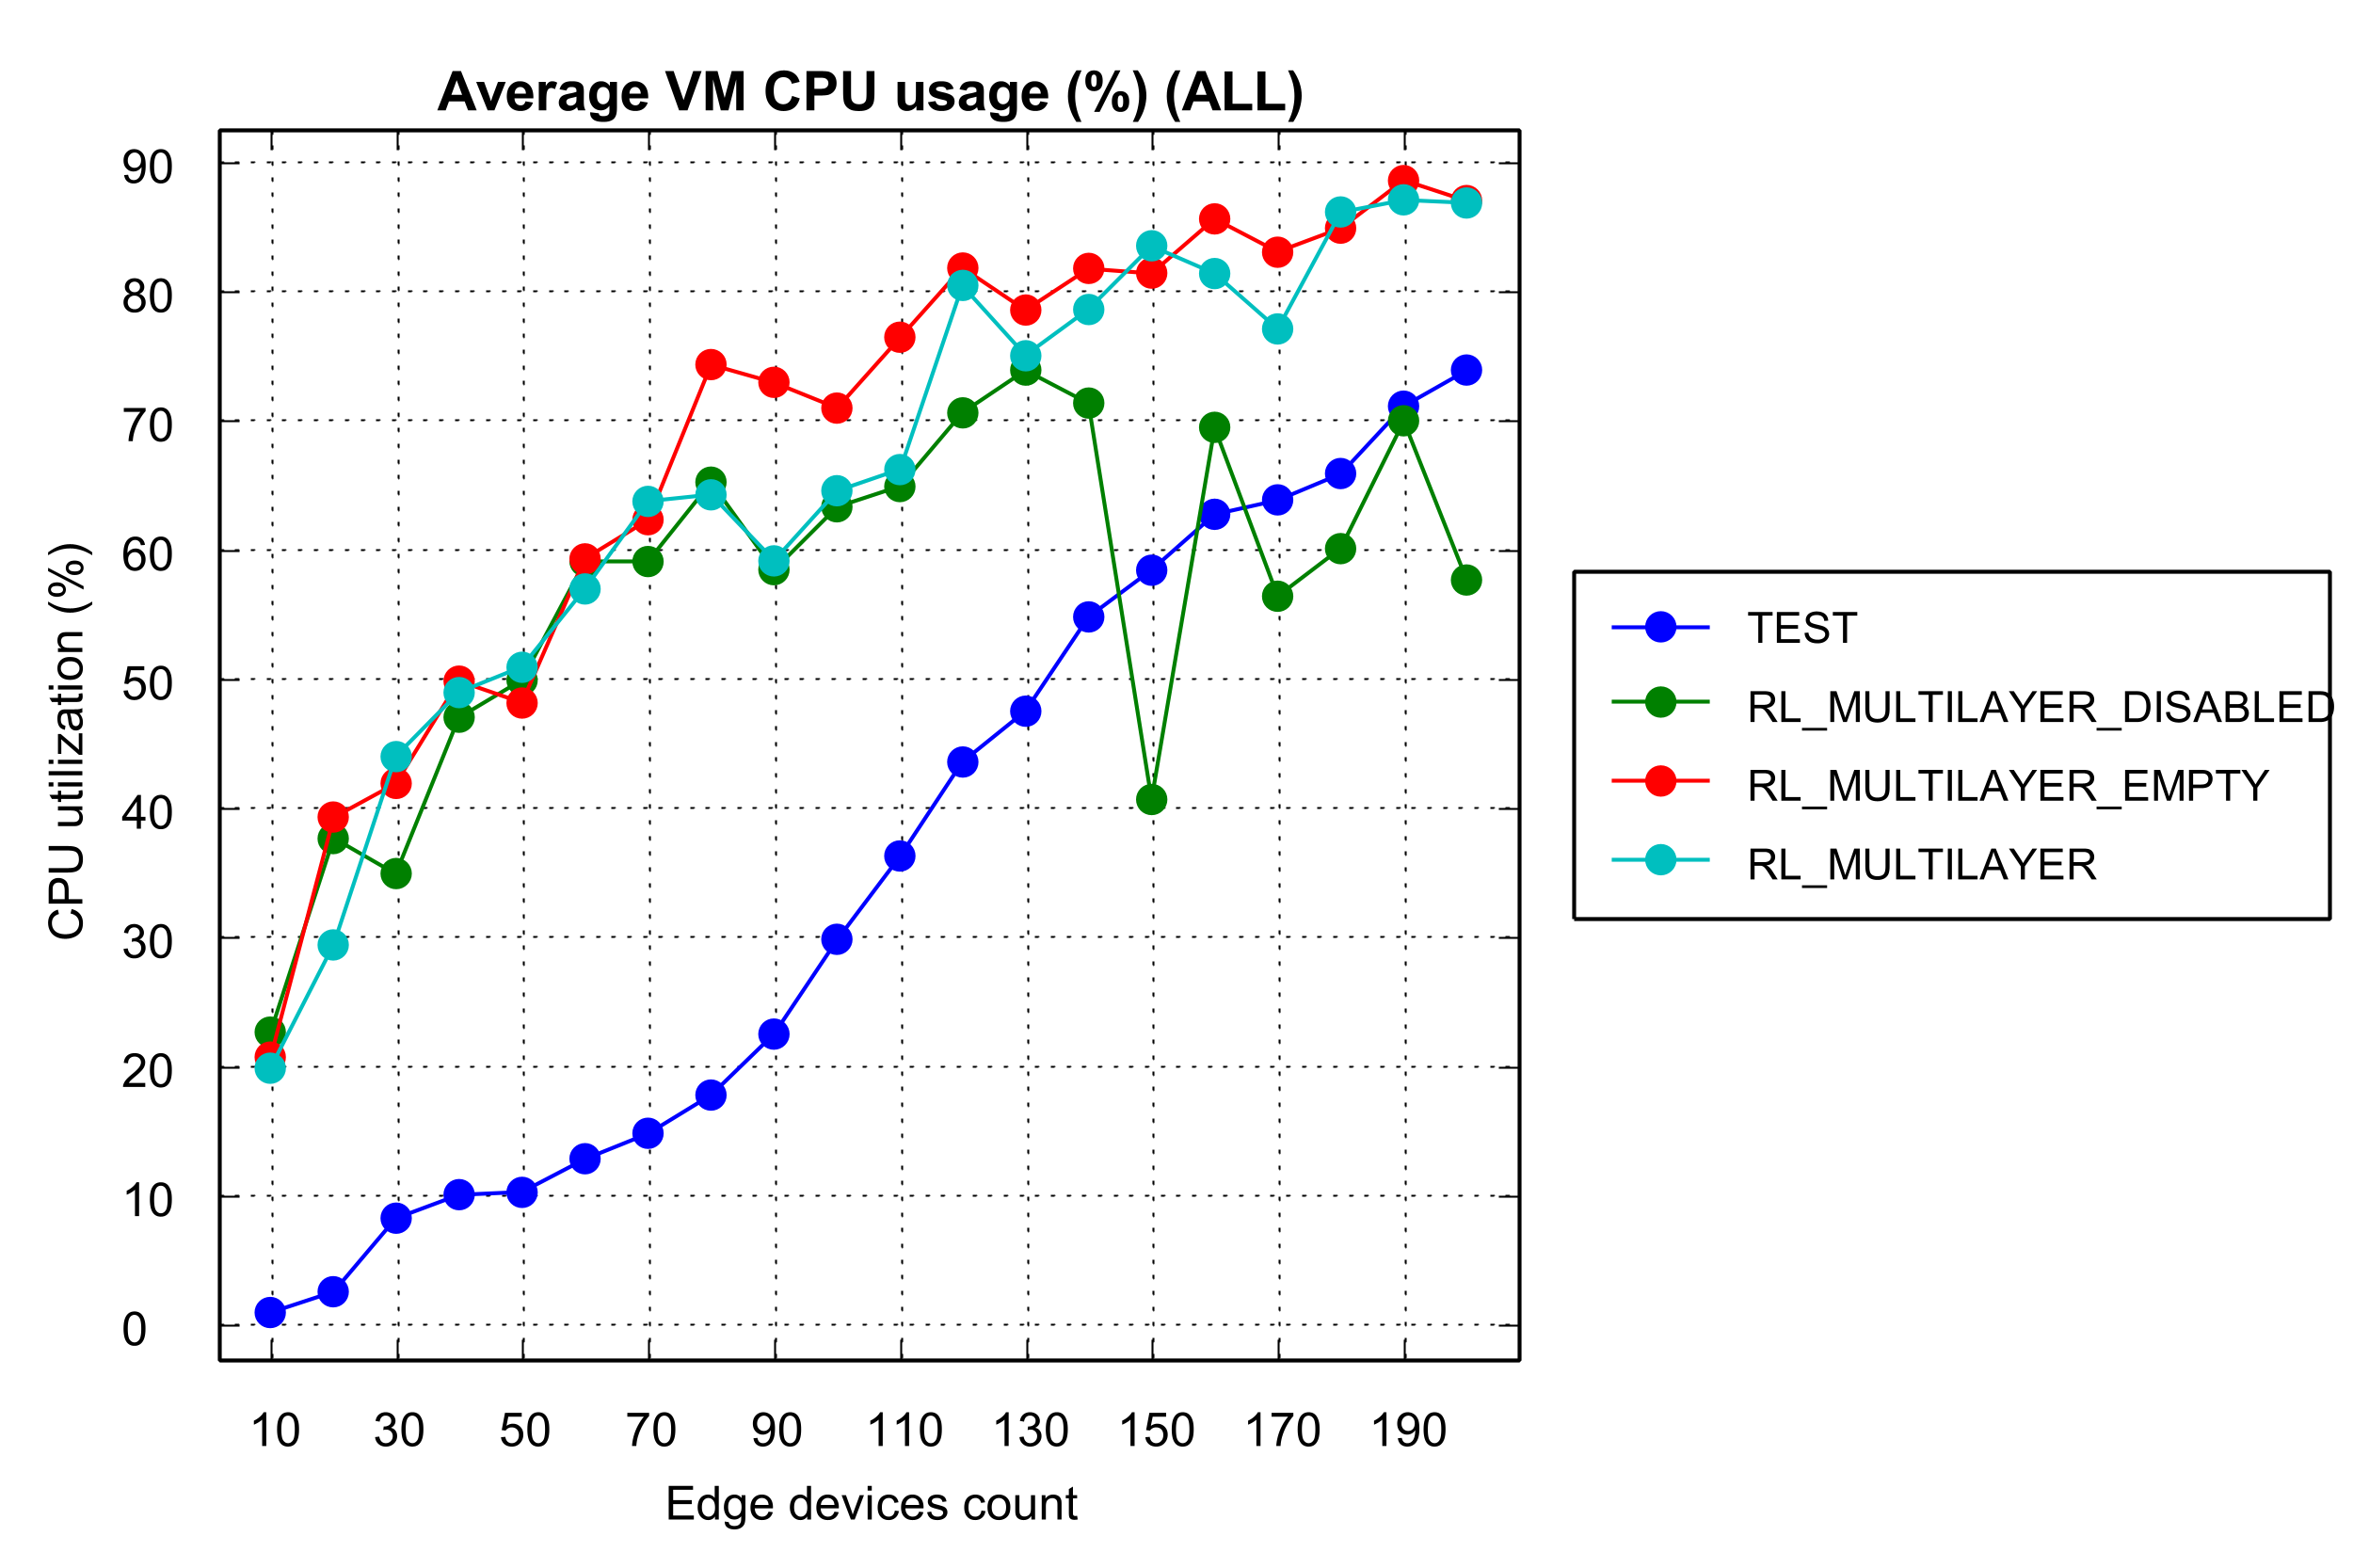 Average VM CPU usage (%) (ALL)
CPU utilization (%)
90
80
70
60
50
40
30
20
10
0
10 30 50 70 90 110 130 150 170 190
Edge devices count
TEST
RL_MULTILAYER_DISABLED
RL_MULTILAYER_EMPTY
RL_MULTILAYER